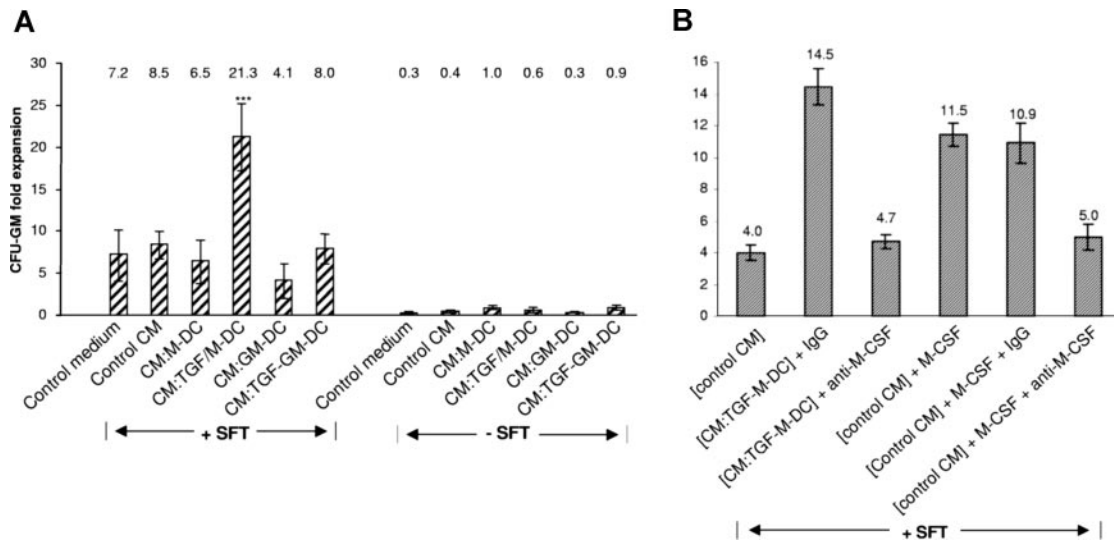 A
CFU-GM fold expansion
30
25
20
15
10
5
0
7.2 8.5 6.5 21.3 4.1 8.0 0.3 0.4 1.0 0.6 0.3 0.9
***
Control medium
Control CM
CM:M-DC
CM:TGF/M-DC
CM:GM-DC
CM:TGF-GM-DC
Control medium
Control CM
CM:M-DC
CM:TGF/M-DC
CM:GM-DC
CM:TGF-GM-DC
+ SFT
- SFT
B
16
14
12
10
8
6
4
2
0
4.0
14.5
4.7
11.5
10.9
5.0
[control CM]
[CM:TGF-M-DC] + IgG
[CM:TGF-M-DC] + anti-M-CSF
[control CM] + M-CSF
[Control CM] + M-CSF + IgG
[control CM] + M-CSF + anti-M-CSF
+ SFT